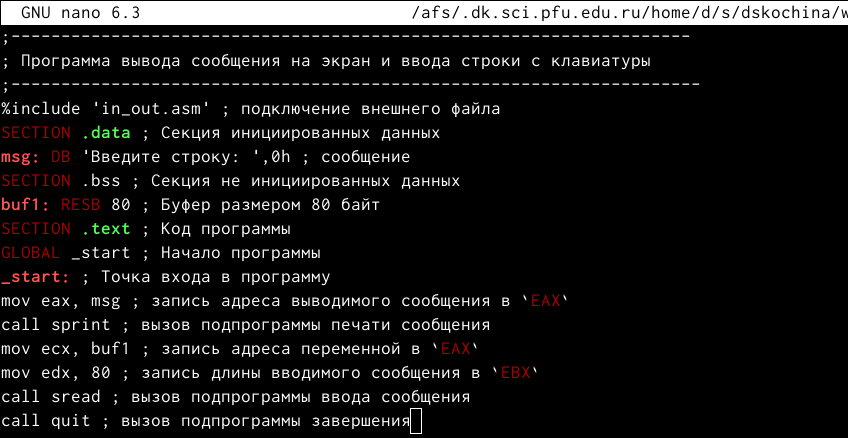 GNU nano 6.3 /afs/.dk.sci.pfu.edu.ru/home/d/s/dskochina/w
;--------------------------------------------------------------------
; Программа вывода сообщения на экран и ввода строки с клавиатуры
;---------------------------------------------------------------------
%include 'in_out.asm' ; подключение внешнего файла
SECTION .data ; Секция инициированных данных
msg: DB 'Введите строку: ',0h ; сообщение
SECTION .bss ; Секция не инициированных данных
buf1: RESB 80 ; Буфер размером 80 байт
SECTION .text ; Код программы
GLOBAL _start ; Начало программы
_start: ; Точка входа в программу
mov eax, msg ; запись адреса выводимого сообщения в `EAX`
call sprint ; вызов подпрограммы печати сообщения
mov ecx, buf1 ; запись адреса переменной в `EAX`
mov edx, 80 ; запись длины вводимого сообщения в `EBX`
call sread ; вызов подпрограммы ввода сообщения
call quit ; вызов подпрограммы завершения